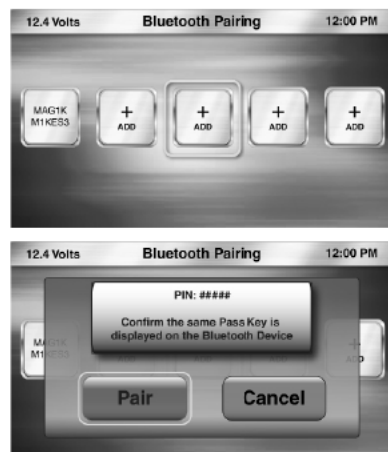 12.4 Volts Bluetooth Pairing 12:00 PM
MAG1K
M1KES3
+ ADD
+ ADD
+ ADD
+ ADD
12.4 Volts Bluetooth Pairing 12:00 PM
PIN: #####
Confirm the same Pass Key is
displayed on the Bluetooth Device
Pair Cancel